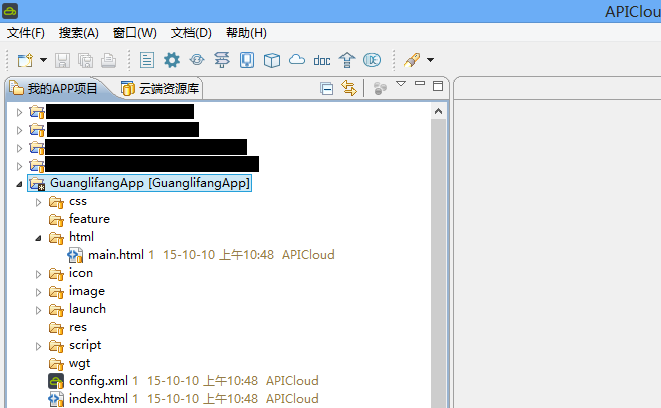 APIClou
文件(F) 搜索(A) 窗口(W) 文档(D) 帮助(H)
doc DE
我的APP项目 云端资源库
GuanglifangApp [GuanglifangApp]
css
feature
html
main.html 1 15-10-10 上午10:48 APICloud
icon
image
launch
res
script
wgt
config.xml 1 15-10-10 上午10:48 APICloud
index.html 1 15-10-10 上午10:48 APICloud